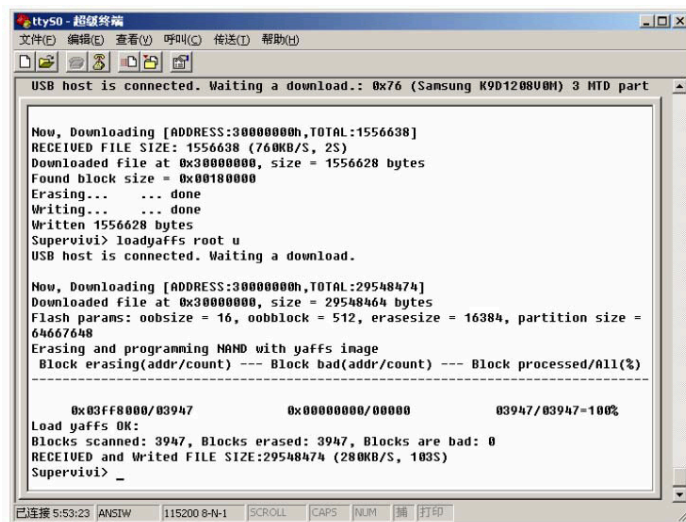 ttyS0 - 超级终端
文件(F) 编辑(E) 查看(V) 呼叫(C) 传送(T) 帮助(H)
USB host is connected. Waiting a download.: 0x76 (Samsung K9D1208V0M) 3 MTD part
Now, Downloading [ADDRESS:30000000h,TOTAL:1556638]
RECEIVED FILE SIZE: 1556638 (760KB/S, 2S)
Downloaded file at 0x30000000, size = 1556628 bytes
Found block size = 0x00180000
Erasing... ... done
Writing... ... done
Written 1556628 bytes
Supervivi> loadyaffs root u
USB host is connected. Waiting a download.
Now, Downloading [ADDRESS:30000000h,TOTAL:29548474]
Downloaded file at 0x30000000, size = 29548464 bytes
Flash params: oobsize = 16, oobblock = 512, erasesize = 16384, partition size =
64667648
Erasing and programming NAND with yaffs image
Block erasing(addr/count) --- Block bad(addr/count) --- Block processed/All(%)
--------------------------------------------------------------------------------
0x03ff8000/03947 0x00000000/00000 03947/03947=100%
Load yaffs OK:
Blocks scanned: 3947, Blocks erased: 3947, Blocks are bad: 0
RECEIVED and Writed FILE SIZE:29548474 (280KB/S, 103S)
Supervivi> _
已连接 5:53:23 ANSIW 115200 8-N-1 SCROLL CAPS NUM 捕 打印